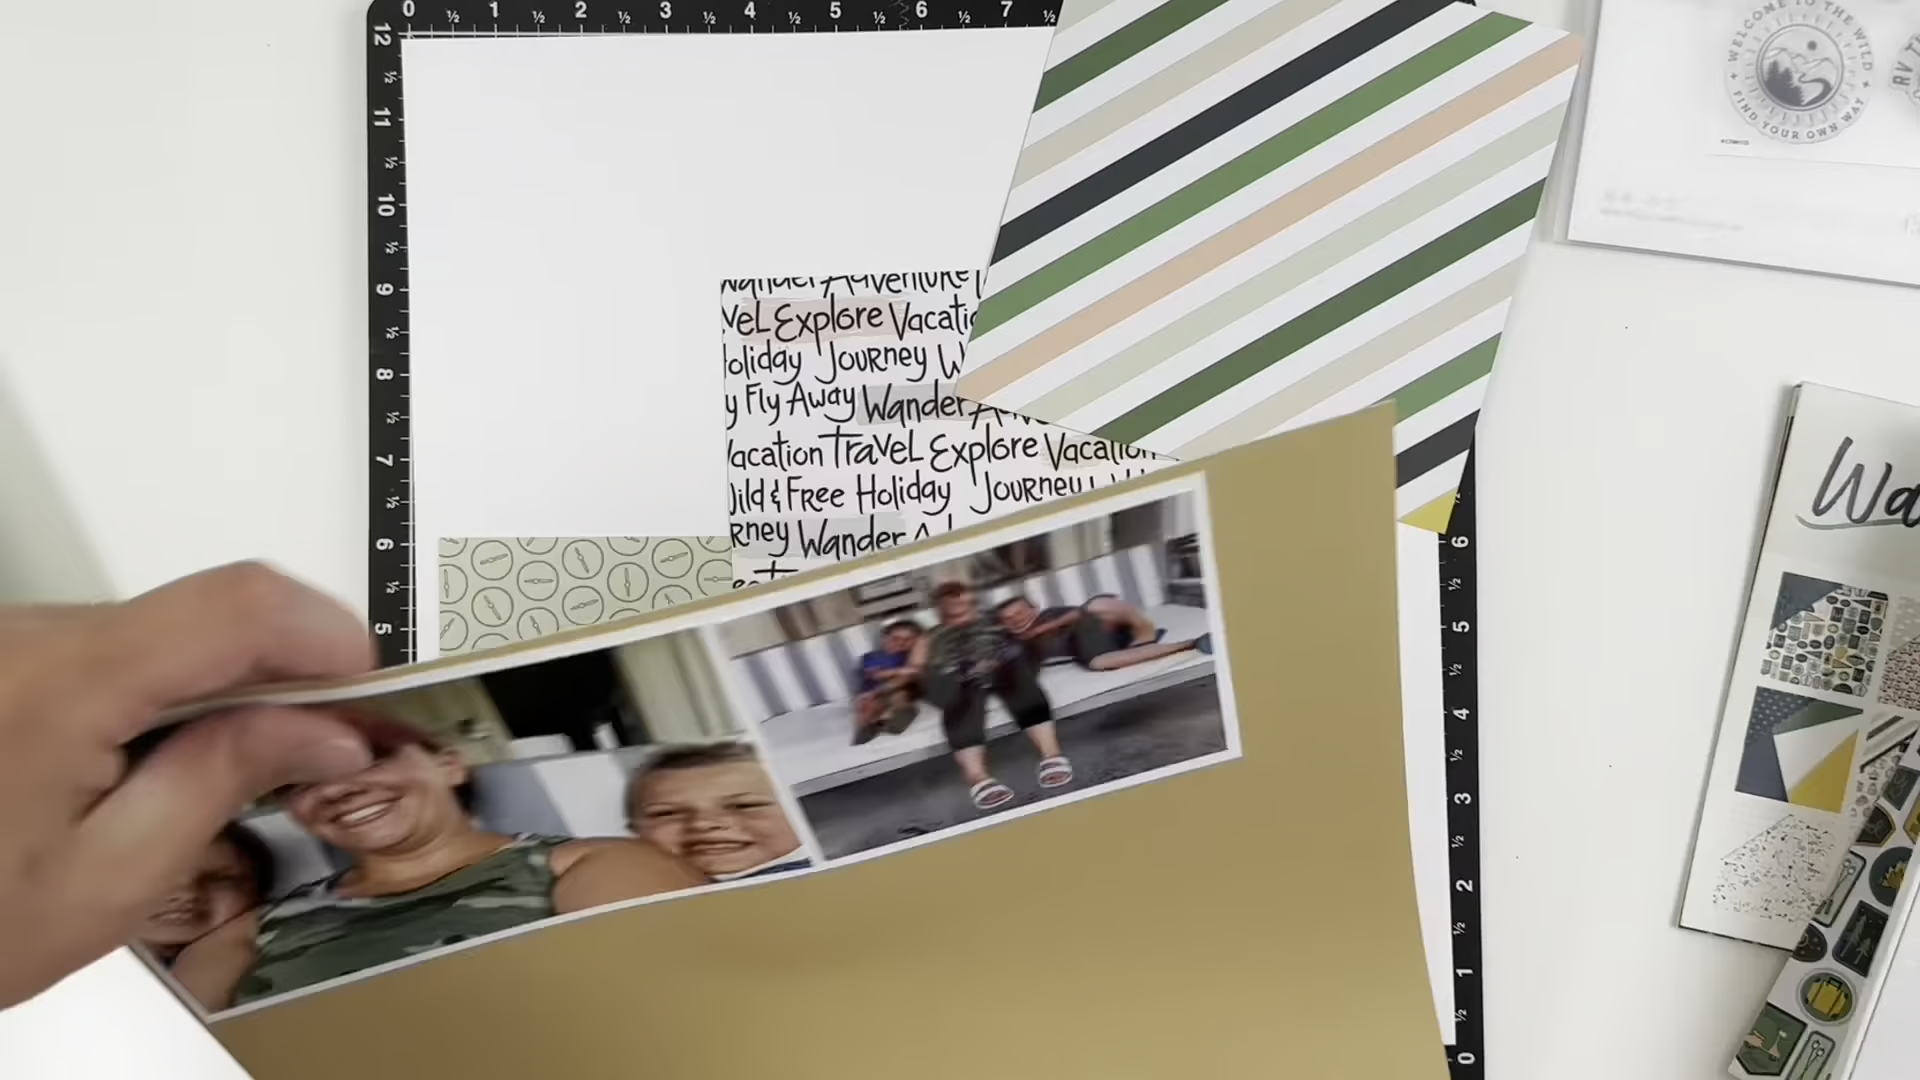 0 ½ 1 ½ 2 ½ 3 ½ 4 ½ 5 ½ 6 ½ 7 ½
12 ½ 11 ½ 10 ½ 9 ½ 8 ½ 7 ½ 6 ½ 5
WELCOME TO THE WILD
FIND YOUR OWN WAY
RV
Wander Adventure
vel Explore Vacatio
oliday Journey W
y Fly Away Wander A
acation Travel Explore Vacation
ild & Free Holiday Journey
rney Wander A
Wa
6 ½ 5 ½ 4 ½ 3 ½ 2 ½ 1 ½ 0